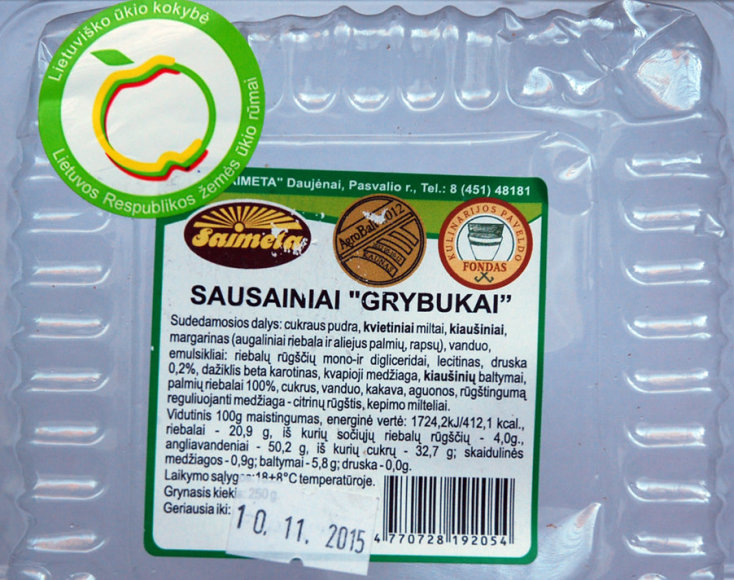 Lietuviško ūkio kokybė
Lietuvos Respublikos žemės ūkio rūmai
Daujėnai, Pasvalio r., Tel.: 8 (451) 48181
Saimeta
AgroBalt 2012
KAUNAS
KULINARIJOS PAVELDO
FONDAS
SAUSAINIAI "GRYBUKAI"
Sudedamosios dalys: cukraus pudra, kvietiniai miltai, kiaušiniai,
margarinas (augaliniai riebalai ir aliejus palmių, rapsų), vanduo,
emulsikliai: riebalų rūgščių mono-ir digliceridai, lecitinas, druska
0,2%, dažiklis beta karotinas, kvapioji medžiaga, kiaušinių baltymai,
palmių riebalai 100%, cukrus, vanduo, kakava, aguonos, rūgštingumą
reguliuojanti medžiaga - citrinų rūgštis, kepimo milteliai.
Vidutinis 100g maistingumas, energinė vertė: 1724,2kJ/412,1 kcal.,
riebalai - 20,9 g, iš kurių sočiųjų riebalų rūgščių - 4,0g.,
angliavandeniai - 50,2 g, iš kurių cukrų - 32,7 g; skaidulinės
medžiagos - 0,9g; baltymai - 5,8 g; druska - 0,0g.
Laikymo sąlygos: 18±8°C temperatūroje.
Grynasis kiekis: 250 g.
Geriausia iki:
10. 11. 2015
4 770728 192054